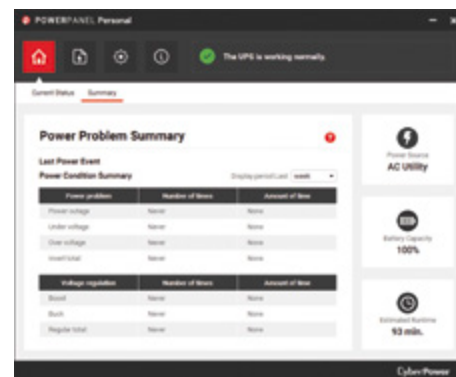 POWERPANEL Personal
The UPS is working normally.
Current Status Summary
Power Problem Summary
Last Power Event
Power Condition Summary
Display period:Last week
Power problem Number of times Amount of time
Power outage Never None
Under voltage Never None
Over voltage Never None
Invert total Never None
Voltage regulation Number of times Amount of time
Boost Never None
Buck Never None
Regular total Never None
Power Source
AC Utility
Battery Capacity
100%
Estimated Runtime
93 min.
CyberPower